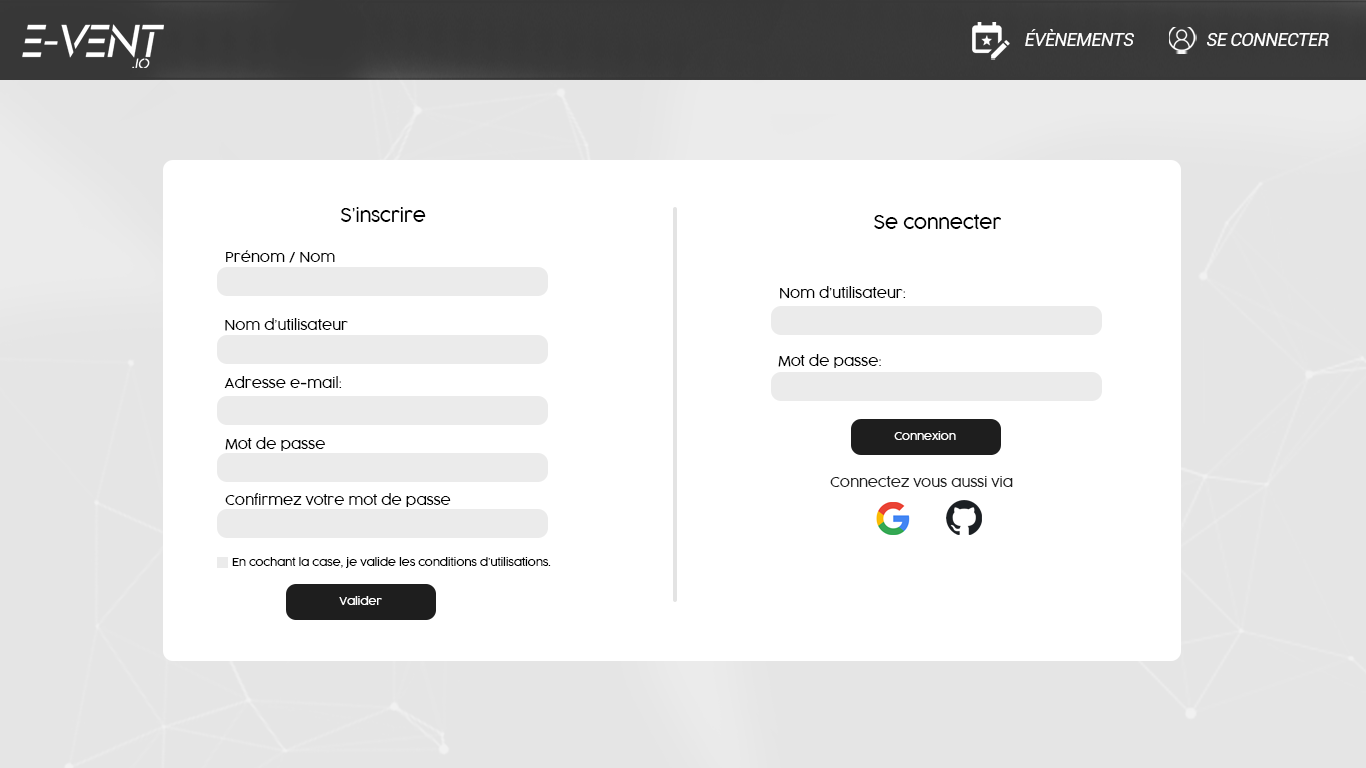 E-VENT
.IO
ÉVÈNEMENTS
SE CONNECTER
S'inscrire
Prénom / Nom
Nom d'utilisateur
Adresse e-mail:
Mot de passe
Confirmez votre mot de passe
En cochant la case, je valide les conditions d'utilisations.
Valider
Se connecter
Nom d'utilisateur:
Mot de passe:
Connexion
Connectez vous aussi via